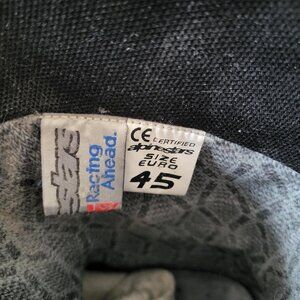 alpinestars
Racing
Ahead.
CE CERTIFIED
alpinestars
SIZE
EURO
45